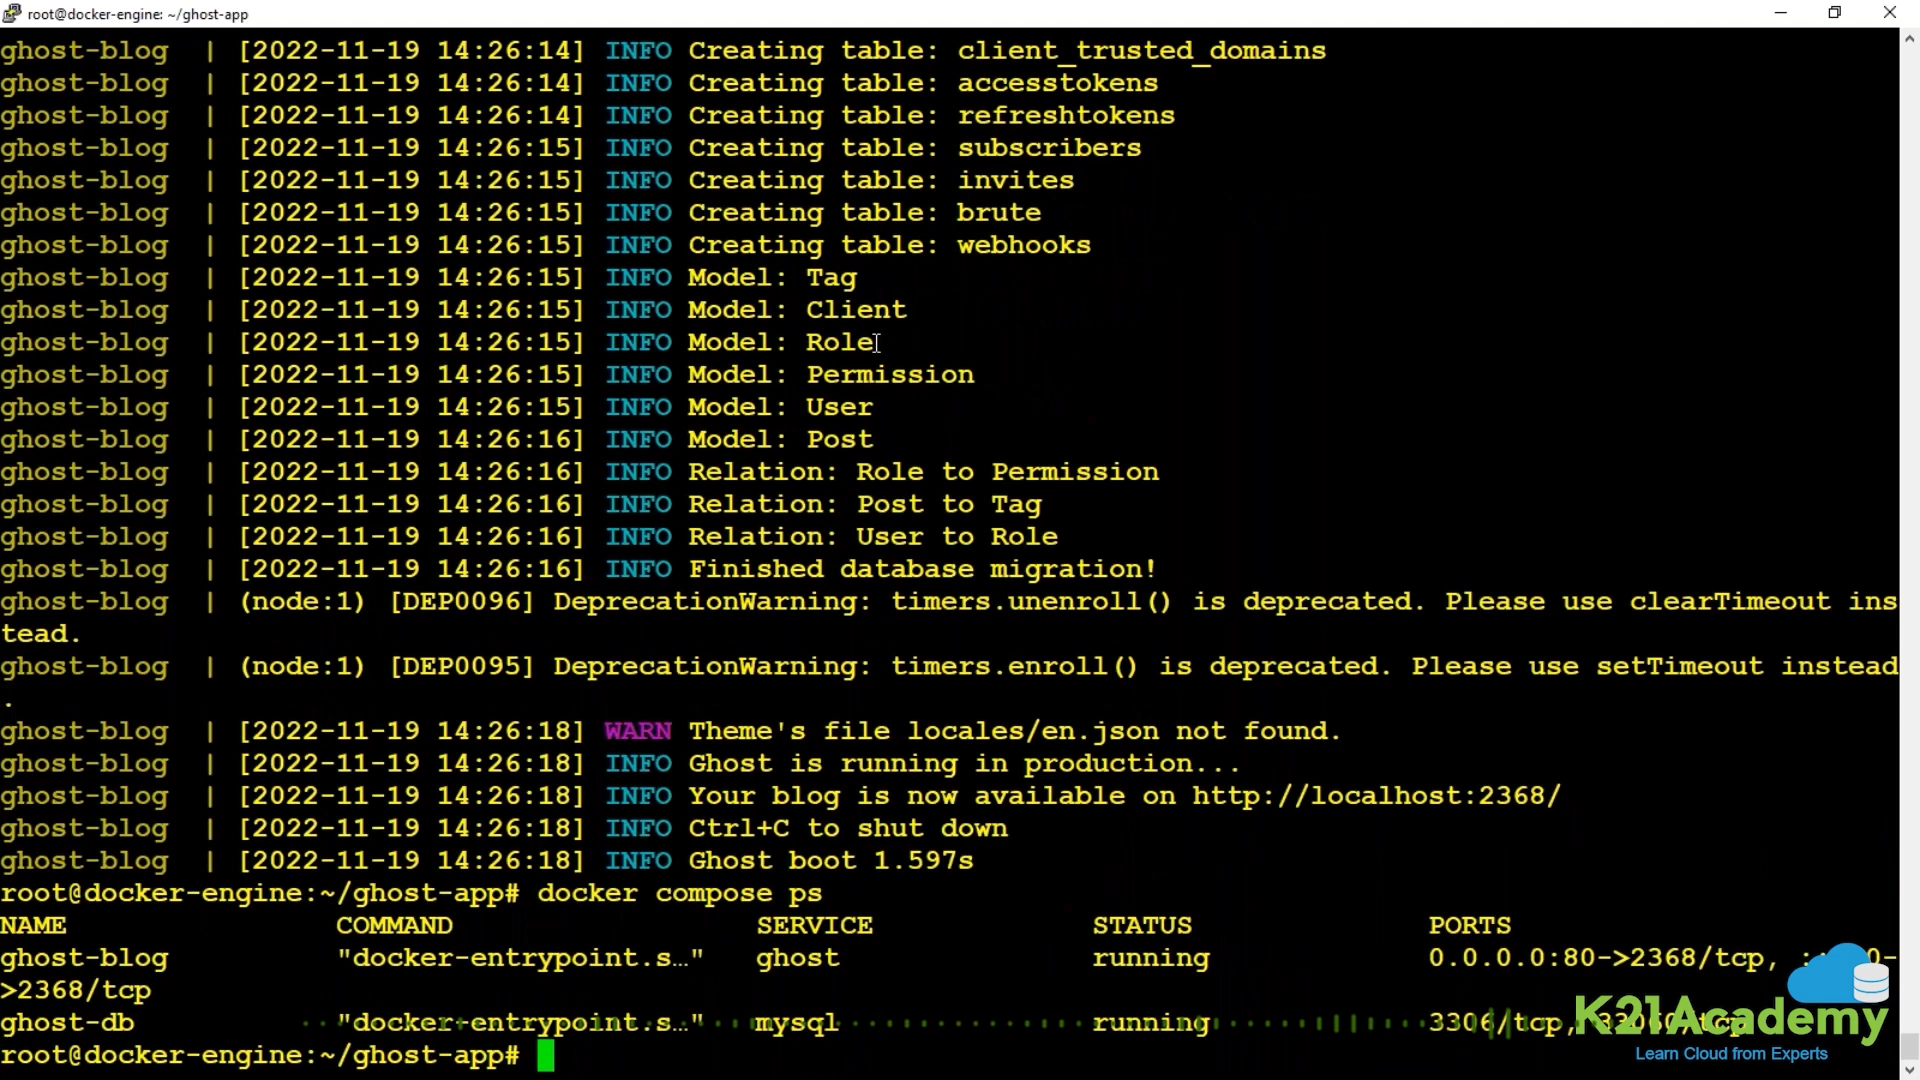 root@docker-engine: ~/ghost-app
ghost-blog  | [2022-11-19 14:26:14] INFO Creating table: client_trusted_domains
ghost-blog  | [2022-11-19 14:26:14] INFO Creating table: accesstokens
ghost-blog  | [2022-11-19 14:26:14] INFO Creating table: refreshtokens
ghost-blog  | [2022-11-19 14:26:15] INFO Creating table: subscribers
ghost-blog  | [2022-11-19 14:26:15] INFO Creating table: invites
ghost-blog  | [2022-11-19 14:26:15] INFO Creating table: brute
ghost-blog  | [2022-11-19 14:26:15] INFO Creating table: webhooks
ghost-blog  | [2022-11-19 14:26:15] INFO Model: Tag
ghost-blog  | [2022-11-19 14:26:15] INFO Model: Client
ghost-blog  | [2022-11-19 14:26:15] INFO Model: Role
ghost-blog  | [2022-11-19 14:26:15] INFO Model: Permission
ghost-blog  | [2022-11-19 14:26:15] INFO Model: User
ghost-blog  | [2022-11-19 14:26:16] INFO Model: Post
ghost-blog  | [2022-11-19 14:26:16] INFO Relation: Role to Permission
ghost-blog  | [2022-11-19 14:26:16] INFO Relation: Post to Tag
ghost-blog  | [2022-11-19 14:26:16] INFO Relation: User to Role
ghost-blog  | [2022-11-19 14:26:16] INFO Finished database migration!
ghost-blog  | (node:1) [DEP0096] DeprecationWarning: timers.unenroll() is deprecated. Please use clearTimeout ins
tead.
ghost-blog  | (node:1) [DEP0095] DeprecationWarning: timers.enroll() is deprecated. Please use setTimeout instead
.
ghost-blog  | [2022-11-19 14:26:18] WARN Theme's file locales/en.json not found.
ghost-blog  | [2022-11-19 14:26:18] INFO Ghost is running in production...
ghost-blog  | [2022-11-19 14:26:18] INFO Your blog is now available on http://localhost:2368/
ghost-blog  | [2022-11-19 14:26:18] INFO Ctrl+C to shut down
ghost-blog  | [2022-11-19 14:26:18] INFO Ghost boot 1.597s
root@docker-engine:~/ghost-app# docker compose ps
NAME                COMMAND                  SERVICE             STATUS              PORTS
ghost-blog          "docker-entrypoint.s…"   ghost               running             0.0.0.0:80->2368/tcp,
>2368/tcp
ghost-db            "docker-entrypoint.s…"   mysql               running             3306/tcp, 33060/tcp
root@docker-engine:~/ghost-app#
K21Academy
Learn Cloud from Experts